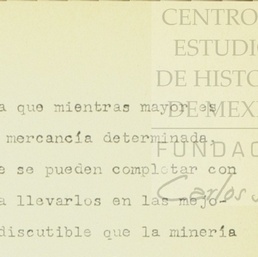 CENTRO
ESTUDIO
DE HISTO
DE MEXI
FUNDAC
Carlos
a que mientras mayor es
mercancía determinada,
e se pueden completar con
a llevarlos en las mejo-
discutible que la minería